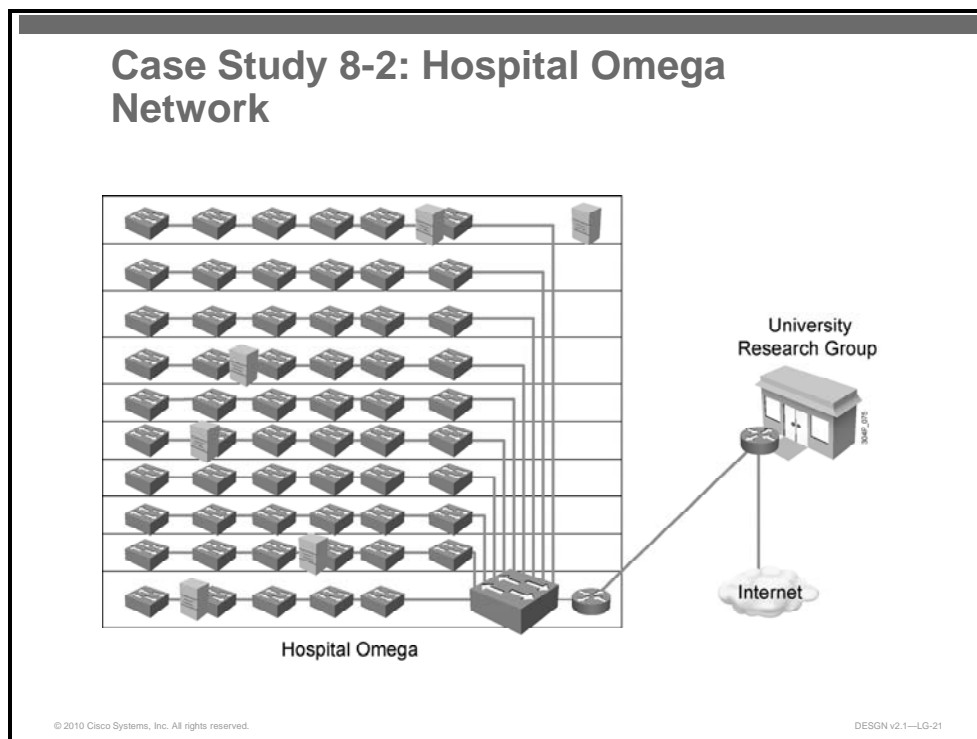 Case Study 8-2: Hospital Omega
Network
University
Research Group
Internet
Hospital Omega
© 2010 Cisco Systems, Inc. All rights reserved.
DESGN v2.1—LG-21